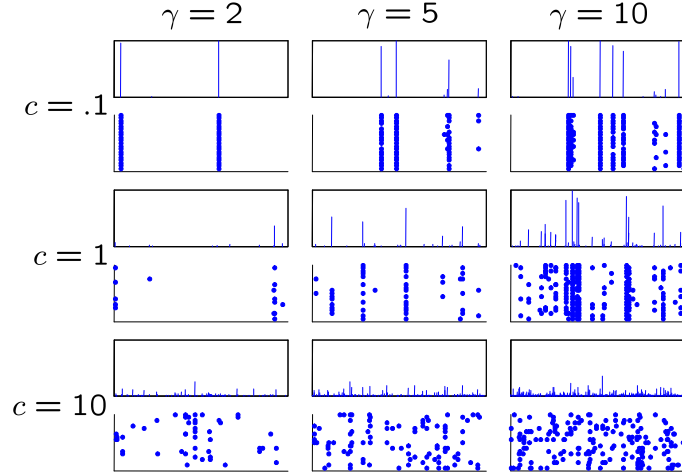 γ = 2 γ = 5 γ = 10
c = .1
c = 1
c = 10